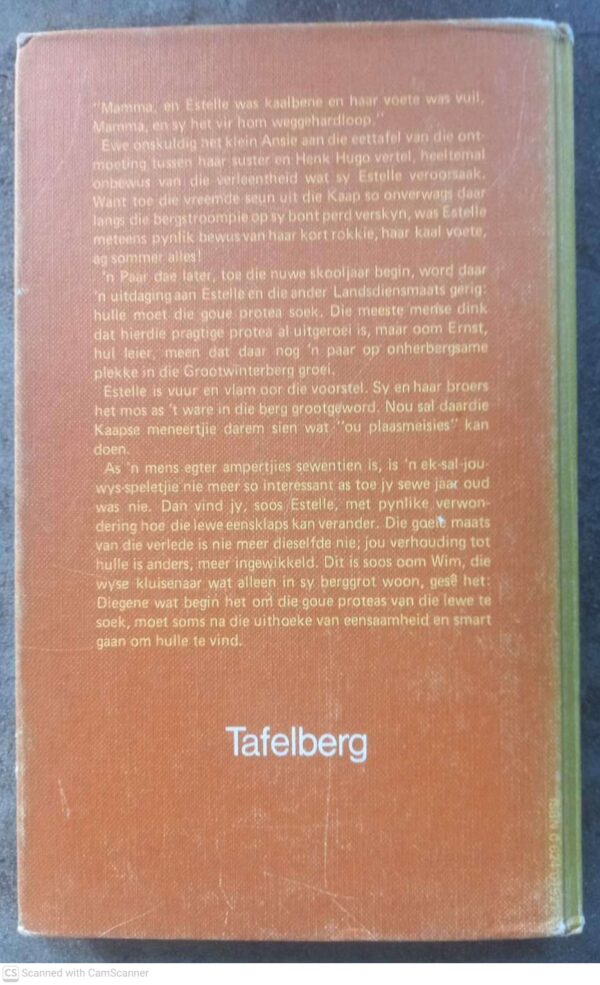 "Mamma, en Estelle was kaalbene en haar voete was vuil,
Mamma, en sy het vir hom weggehardloop."
Ewe onskuldig het klein Ansie aan die eettafel van die ont-
moeting tussen haar suster en Henk Hugo vertel, heeltemal
onbewus van die verleentheid wat sy Estelle veroorsaak.
Want toe die vreemde seun uit die Kaap so onverwags daar
langs die bergstroompie op sy bont perd verskyn, was Estelle
meteens pynlik bewus van haar kort rokkie, haar kaal voete,
ag sommer alles!
'n Paar dae later, toe die nuwe skooljaar begin, word daar
'n uitdaging aan Estelle en die ander Landsdiensmaats gerig:
hulle moet die goue protea soek. Die meeste mense dink
dat hierdie pragtige protea al uitgeroei is, maar oom Ernst,
hul leier, meen dat daar nog 'n paar op onherbergsame
plekke in die Grootwinterberg groei.
Estelle is vuur en vlam oor die voorstel. Sy en haar broers
het mos as 't ware in die berg grootgeword. Nou sal daardie
Kaapse meneertjie darem sien wat "ou plaasmeisies" kan
doen.
As 'n mens egter ampertjies sewentien is, is 'n ek-sal-jou-
wys-speletjie nie meer so interessant as toe jy sewe jaar oud
was nie. Dan vind jy, soos Estelle, met pynlike verwon-
dering hoe die lewe eensklaps kan verander. Die goeie maats
van die verlede is nie meer dieselfde nie; jou verhouding tot
hulle is anders, meer ingewikkeld. Dit is soos oom Wim, die
wyse kluisenaar wat alleen in sy berggrot woon, gesê het:
Diegene wat begin het om die goue proteas van die lewe te
soek, moet soms na die uithoeke van eensaamheid en smart
gaan om hulle te vind.
Tafelberg
ISBN 0 624
CS Scanned with CamScanner